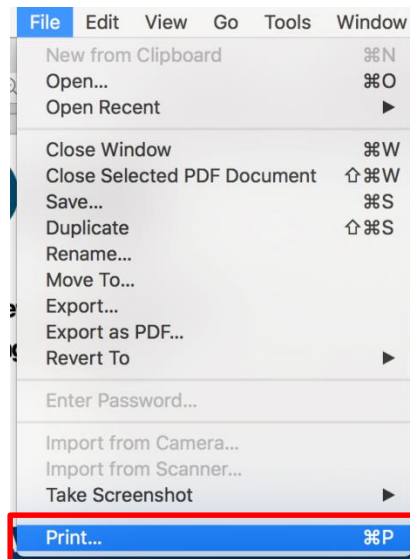 File Edit View Go Tools Window
New from Clipboard ⌘N
Open... ⌘O
Open Recent ▶
Close Window ⌘W
Close Selected PDF Document ⇧⌘W
Save... ⌘S
Duplicate ⇧⌘S
Rename...
Move To...
Export...
Export as PDF...
Revert To ▶
Enter Password...
Import from Camera...
Import from Scanner...
Take Screenshot ▶
Print... ⌘P